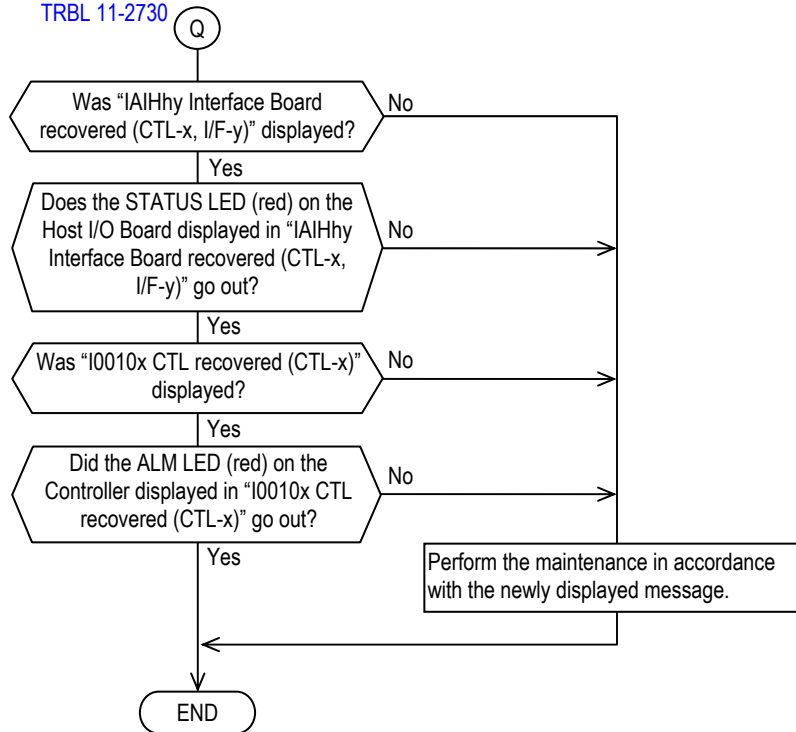 TRBL 11-2730
Q
Was “IAIHhy Interface Board
recovered (CTL-x, I/F-y)” displayed?
No
Yes
Does the STATUS LED (red) on the
Host I/O Board displayed in “IAIHhy
Interface Board recovered (CTL-x,
I/F-y)” go out?
No
Yes
Was “I0010x CTL recovered (CTL-x)”
displayed?
No
Yes
Did the ALM LED (red) on the
Controller displayed in “I0010x CTL
recovered (CTL-x)” go out?
No
Yes
Perform the maintenance in accordance
with the newly displayed message.
END